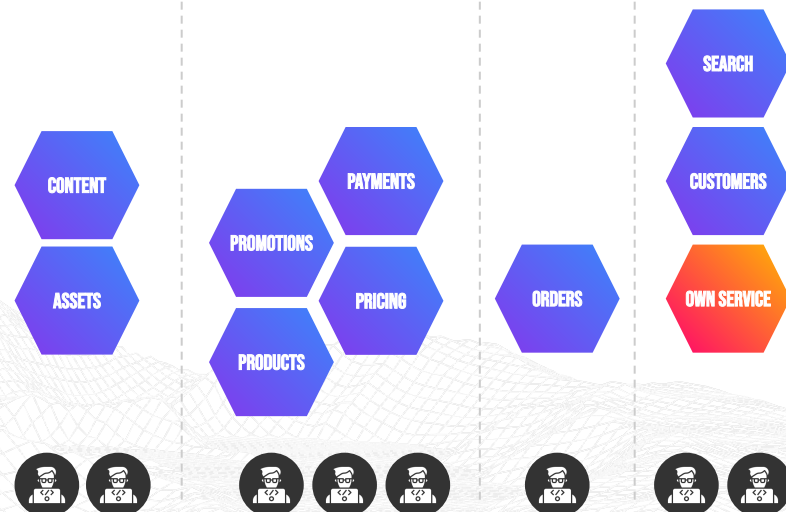 CONTENT
ASSETS
PROMOTIONS
PRODUCTS
PAYMENTS
PRICING
ORDERS
SEARCH
CUSTOMERS
OWN SERVICE